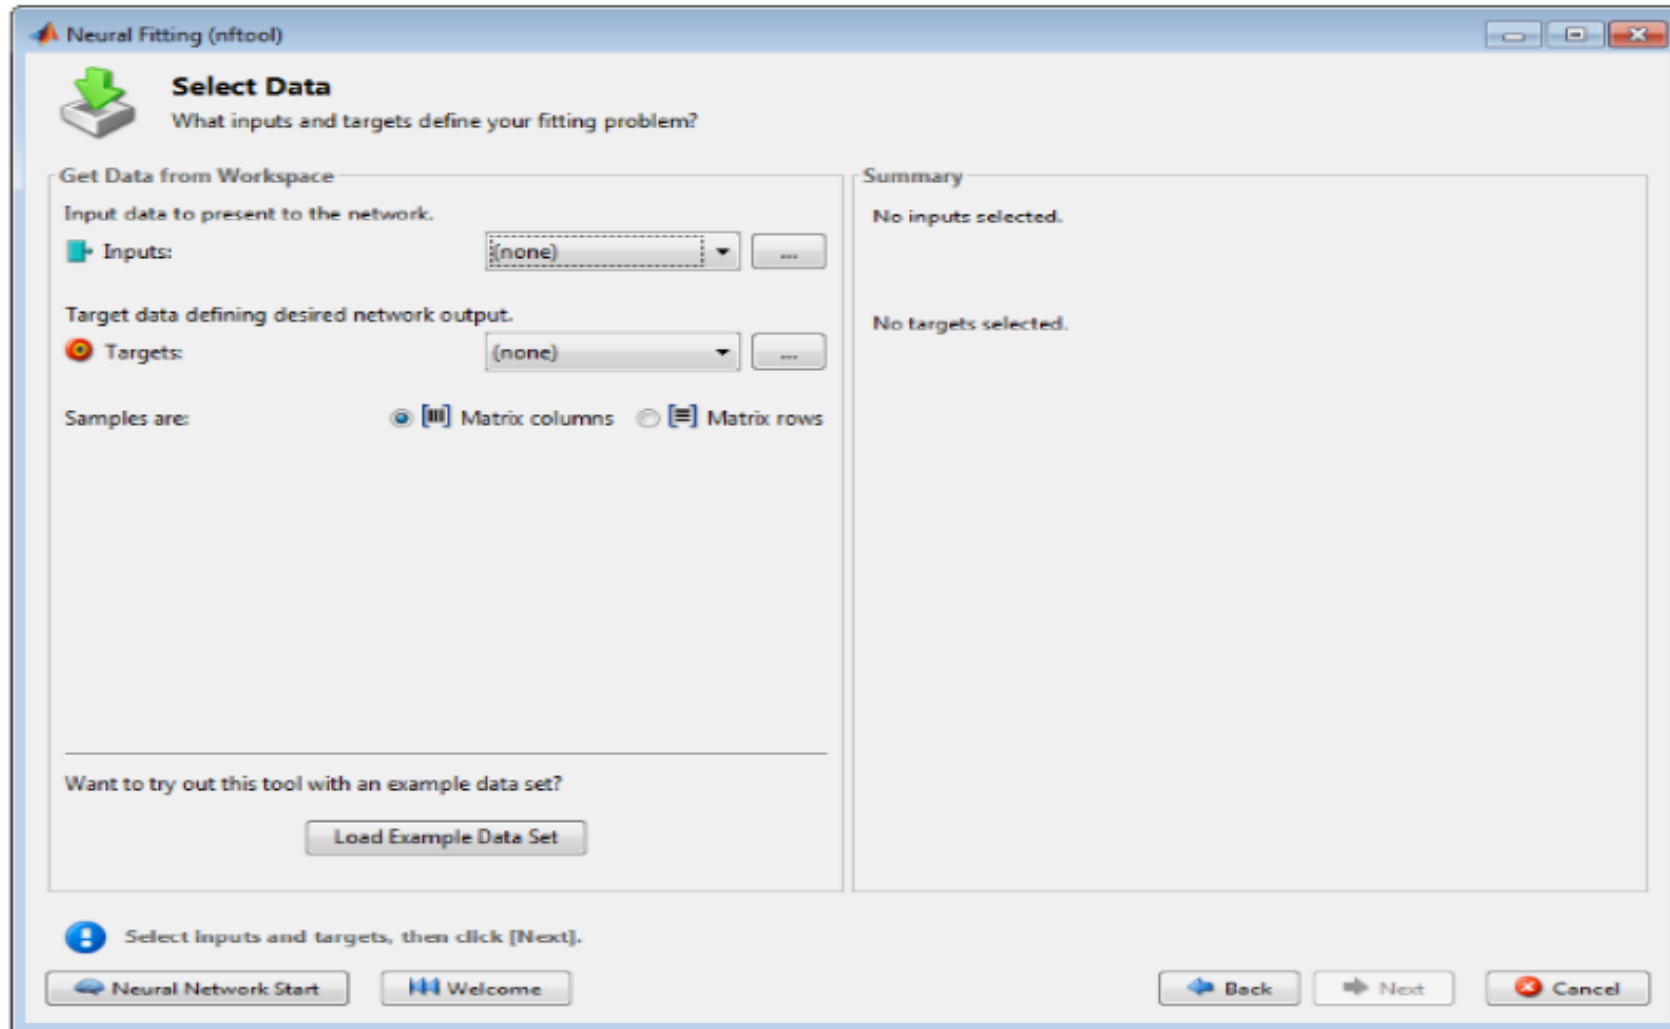 Neural Fitting (nftool)
Select Data
What inputs and targets define your fitting problem?
Get Data from Workspace
Input data to present to the network.
Inputs: (none) ...
Target data defining desired network output.
Targets: (none) ...
Samples are: Matrix columns Matrix rows
Want to try out this tool with an example data set?
Load Example Data Set
Summary
No inputs selected.
No targets selected.
Select inputs and targets, then click [Next].
Neural Network Start Welcome Back Next Cancel